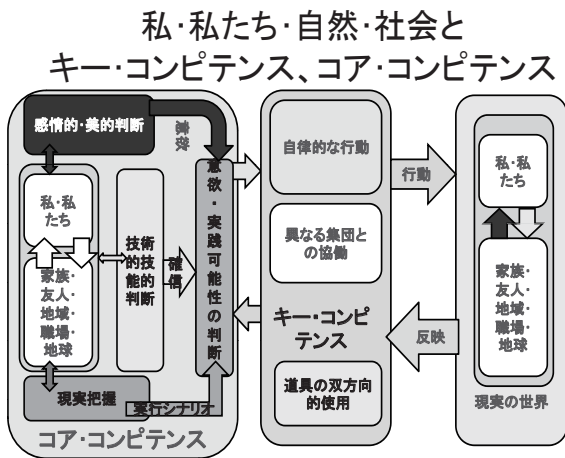 私･私たち･自然･社会と
キー･コンピテンス、コア･コンピテンス
感情的･美的判断
私･私
たち
家族･
友人･
地域･
職場･
地球
技術技
的能的
判断
確
信
意欲・実践可能性の判断
現実把握
実行シナリオ
コア･コンピテンス
自律的な行動
異なる集団と
の協働
キー･コンピ
テンス
道具の双方向
的使用
行動
反映
私･私
たち
家族･
友人･
地域･
職場･
地球
現実の世界